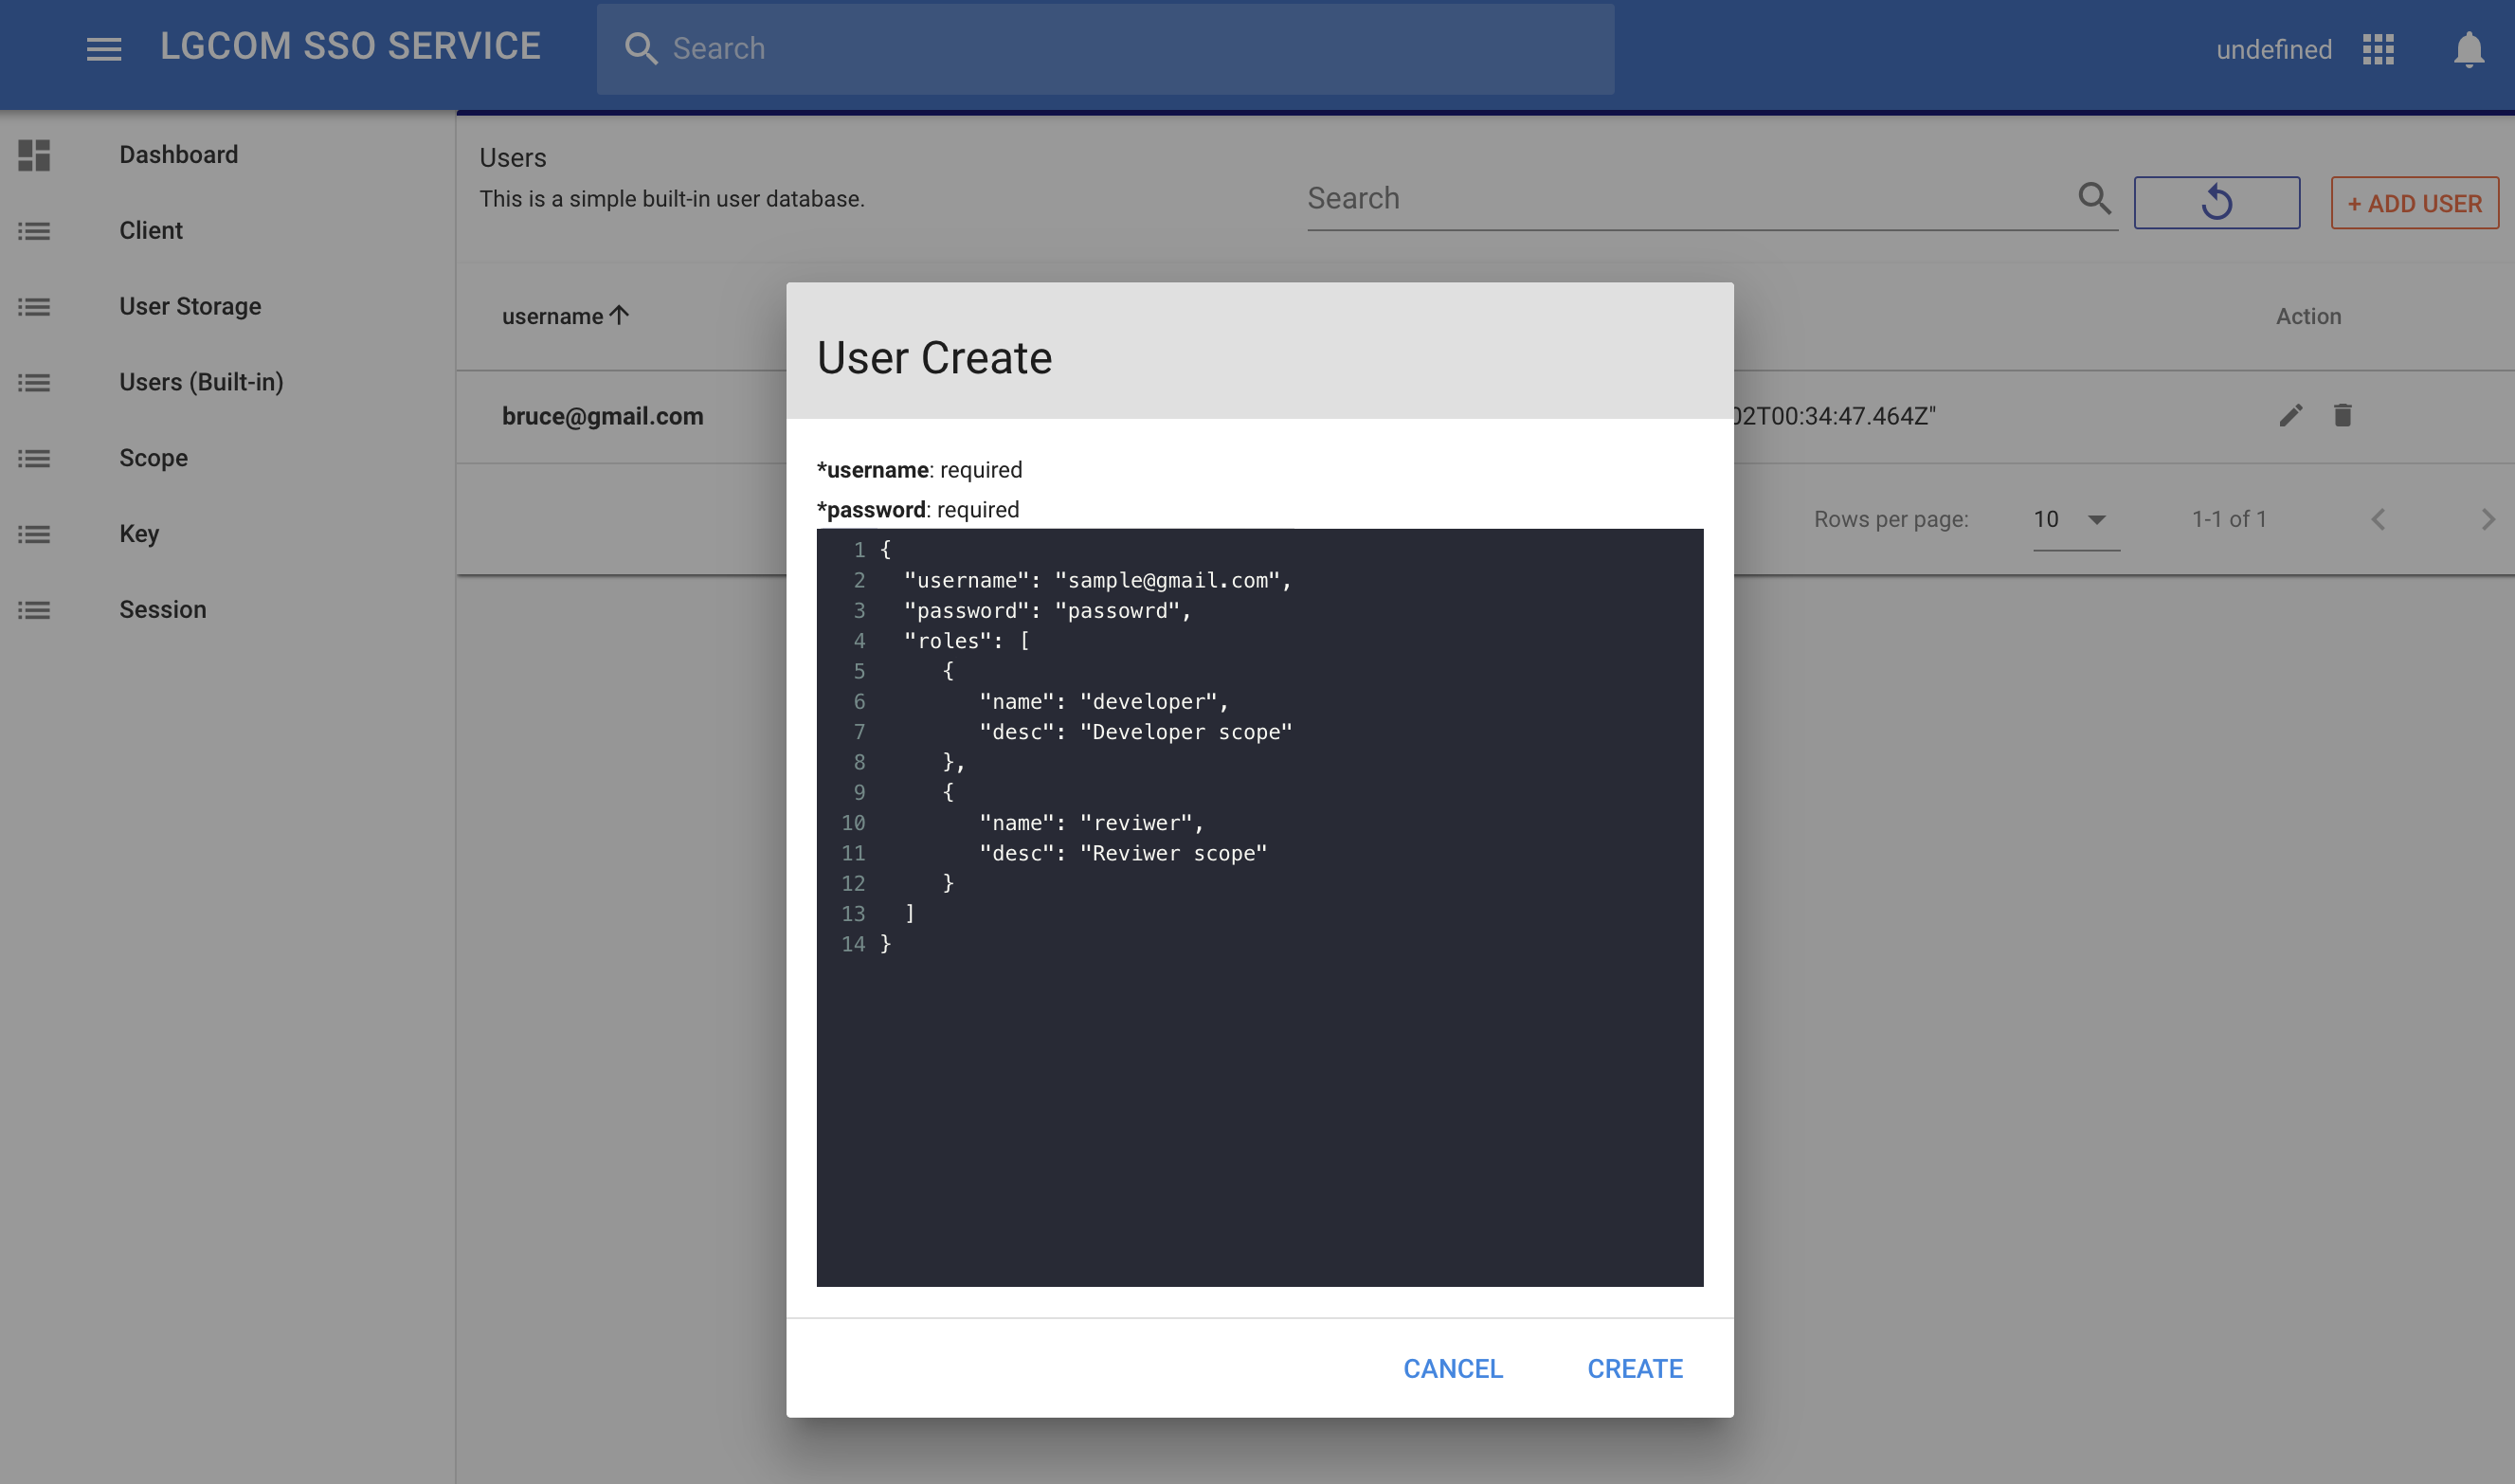 LGCOM SSO SERVICE
Search
undefined
Dashboard
Client
User Storage
Users (Built-in)
Scope
Key
Session
Users
This is a simple built-in user database.
Search
+ ADD USER
username
Action
bruce@gmail.com
02T00:34:47.464Z"
Rows per page:
10
1-1 of 1
User Create
*username: required
*password: required
1 {
2   "username": "sample@gmail.com",
3   "password": "passowrd",
4   "roles": [
5      {
6         "name": "developer",
7         "desc": "Developer scope"
8      },
9      {
10         "name": "reviwer",
11         "desc": "Reviwer scope"
12      }
13   ]
14 }
CANCEL
CREATE